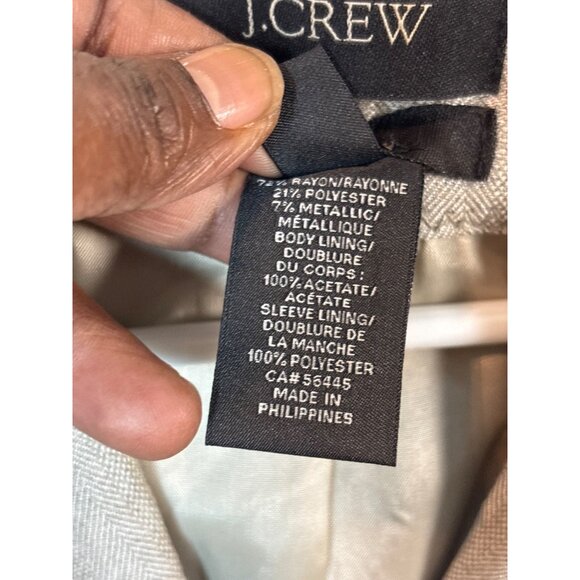 J.CREW
72% RAYON/RAYONNE
21% POLYESTER
7% METALLIC/
MÉTALLIQUE
BODY LINING/
DOUBLURE
DU CORPS :
100% ACETATE/
ACÉTATE
SLEEVE LINING/
DOUBLURE DE
LA MANCHE
100% POLYESTER
CA#56445
MADE IN
PHILIPPINES